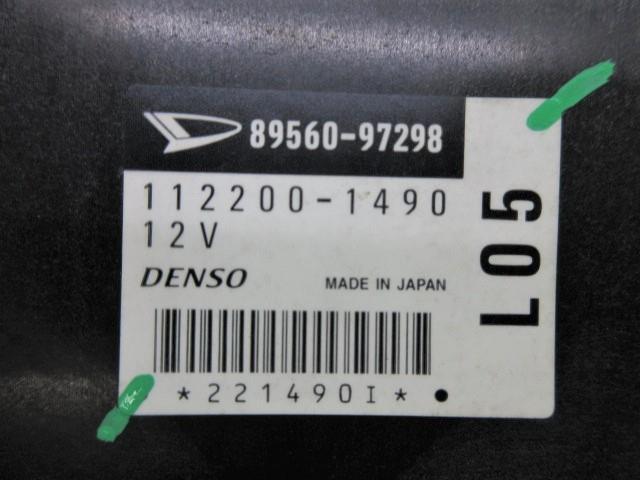 89560-97298
112200-1490
12V
DENSO MADE IN JAPAN
*221490I*
L05